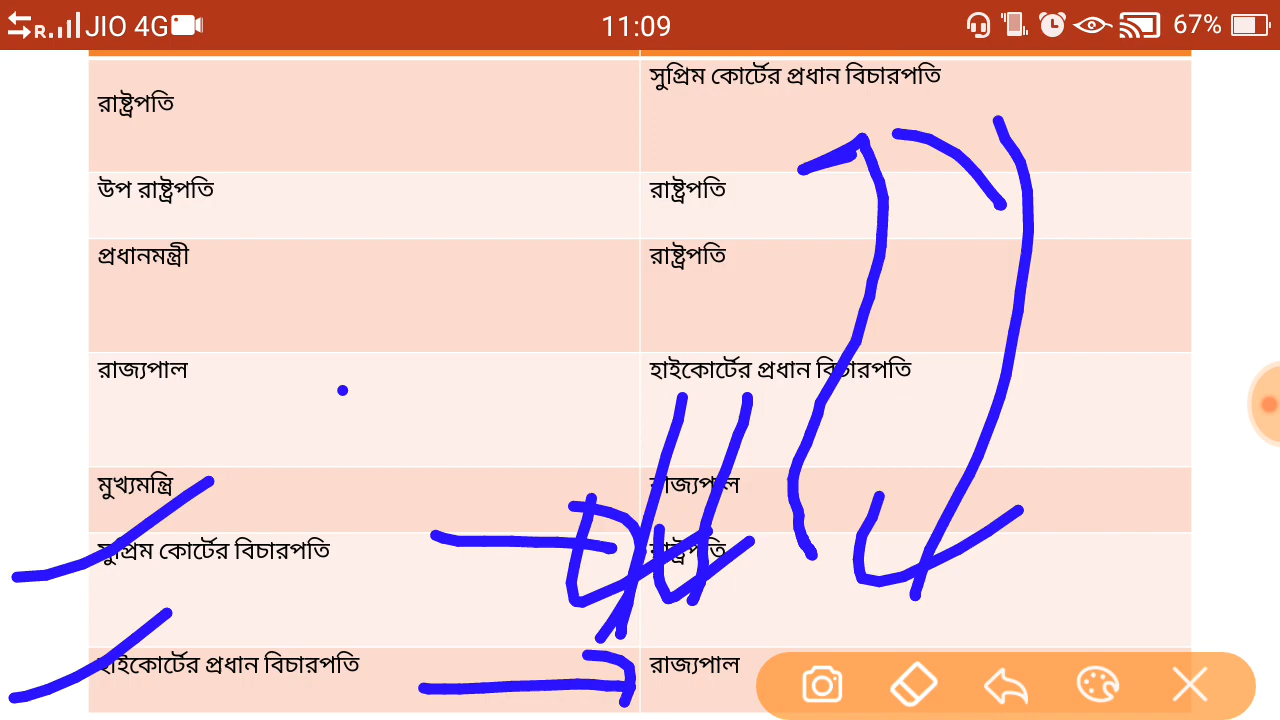 R JIO 4G 11:09 67%
সুপ্রিম কোর্টের প্রধান বিচারপতি
রাষ্ট্রপতি
উপ রাষ্ট্রপতি রাষ্ট্রপতি
প্রধানমন্ত্রী রাষ্ট্রপতি
রাজ্যপাল হাইকোর্টের প্রধান বিচারপতি
মুখ্যমন্ত্রি রাজ্যপাল
সুপ্রিম কোর্টের বিচারপতি রাষ্ট্রপতি
হাইকোর্টের প্রধান বিচারপতি রাজ্যপাল